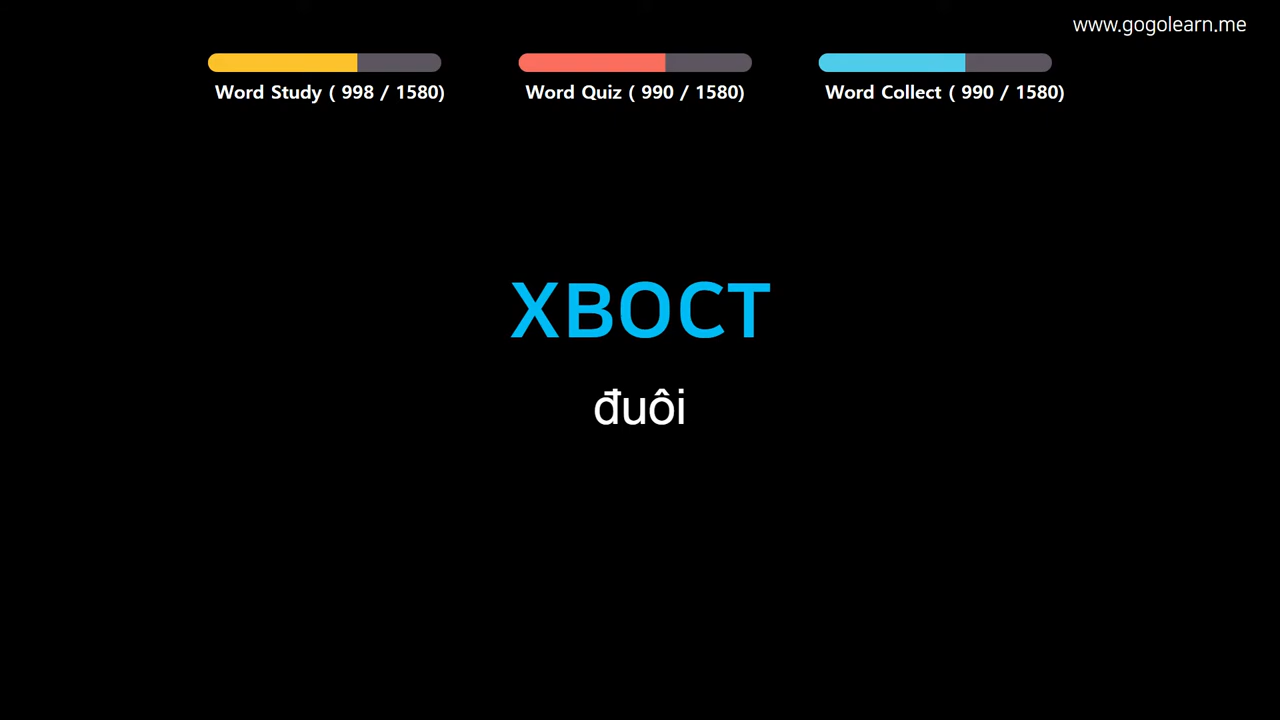 www.gogolearn.me
Word Study ( 998 / 1580)
Word Quiz ( 990 / 1580)
Word Collect ( 990 / 1580)
ХВОСТ
đuôi